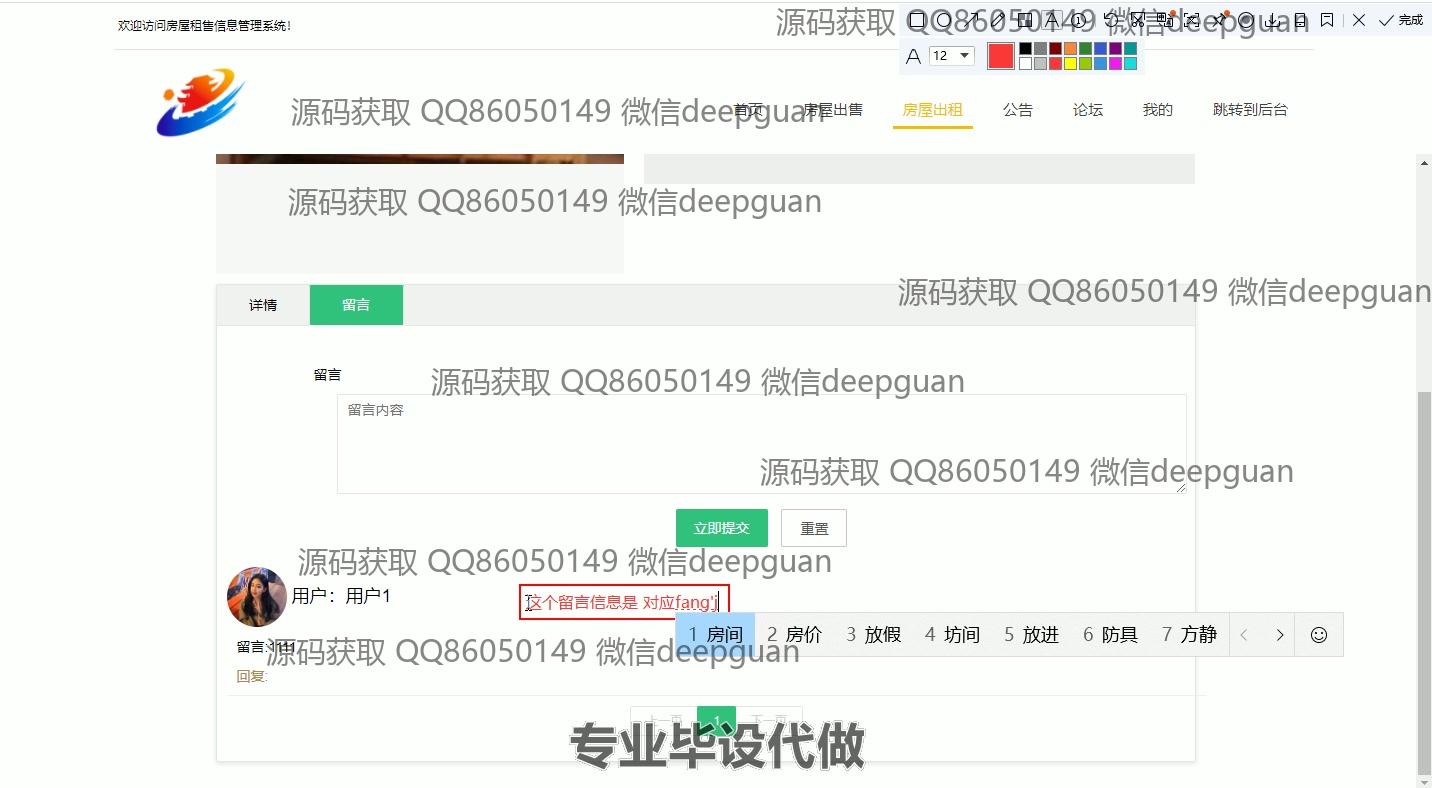 欢迎访问房屋租售信息管理系统!
源码获取 QQ86050149 微信deepguan
12
完成
源码获取 QQ86050149 微信deepguan
首页 房屋出售 房屋出租 公告 论坛 我的 跳转到后台
源码获取 QQ86050149 微信deepguan
源码获取 QQ86050149 微信deepguan
详情 留言
留言
源码获取 QQ86050149 微信deepguan
留言内容
源码获取 QQ86050149 微信deepguan
立即提交 重置
源码获取 QQ86050149 微信deepguan
用户：用户1
这个留言信息是 对应fang'j
1 房间 2 房价 3 放假 4 坊间 5 放进 6 防具 7 方静
留言:
源码获取 QQ86050149 微信deepguan
回复:
上一页 1 下一页
专业毕设代做